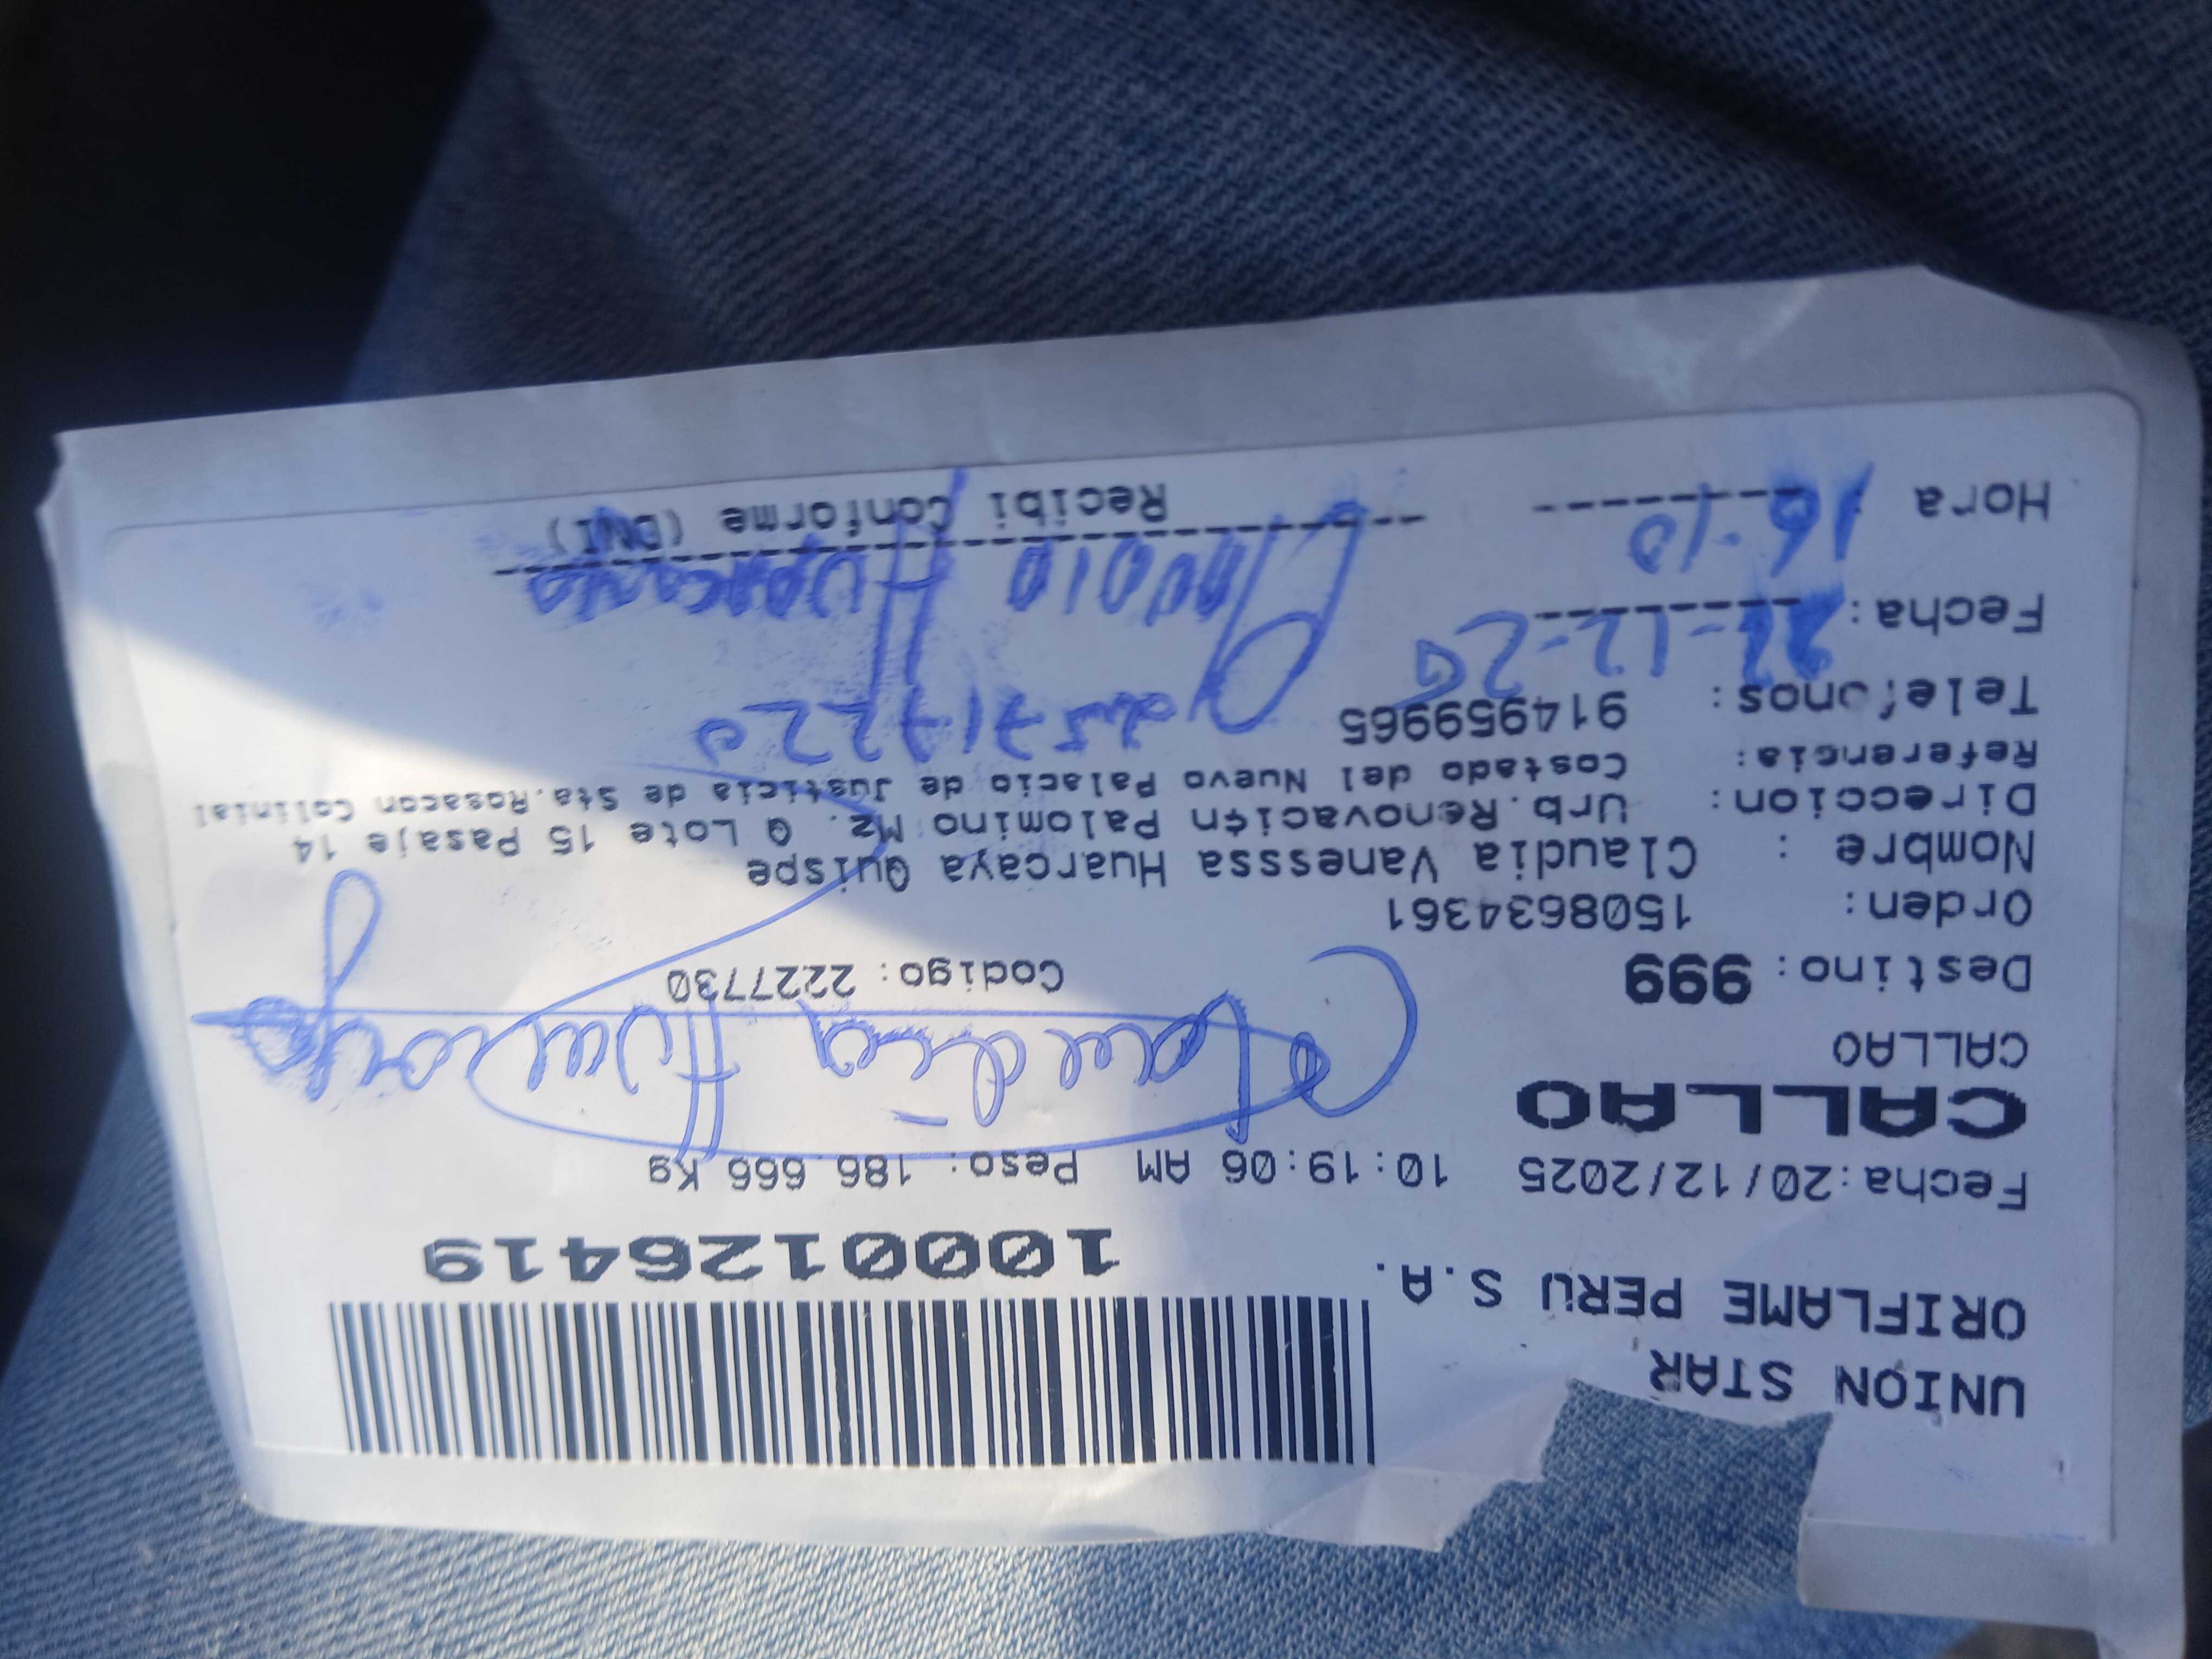 UNION STAR
ORIFLAME PERU S.A.
1000126419
Fecha:20/12/2025 10:19:06 AM Peso: 186.666 Kg
CALLAO
CALLAO
Claudia Huarcaya
Destino: 999 Codigo: 2227730
Orden: 1508634361
Nombre : Claudia Vanesssa Huarcaya Quispe
Direccion: Urb.Renovaci¢n Palomino Mz. Q Lote 15 Pasaje 14
Referencia: Costado del Nuevo Palacio de Justicia de Sta.Rosacon Colinial
Telefonos: 914959965
Fecha: 22-12-25
Huarcaya
Hora : 16:10
Recibi Conforme (DNI)